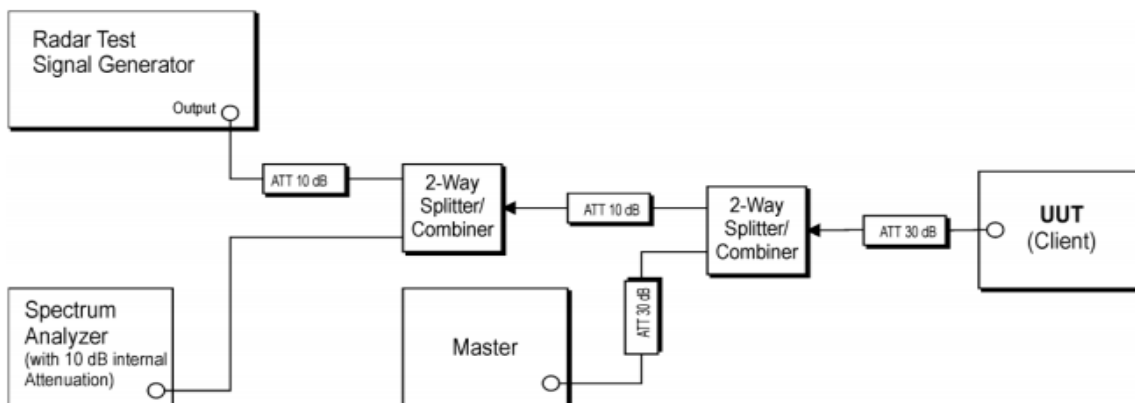 Radar Test
Signal Generator
Output
ATT 10 dB
2-Way
Splitter/
Combiner
ATT 10 dB
2-Way
Splitter/
Combiner
ATT 30 dB
UUT
(Client)
ATT 30 dB
Spectrum
Analyzer
(with 10 dB internal
Attenuation)
Master